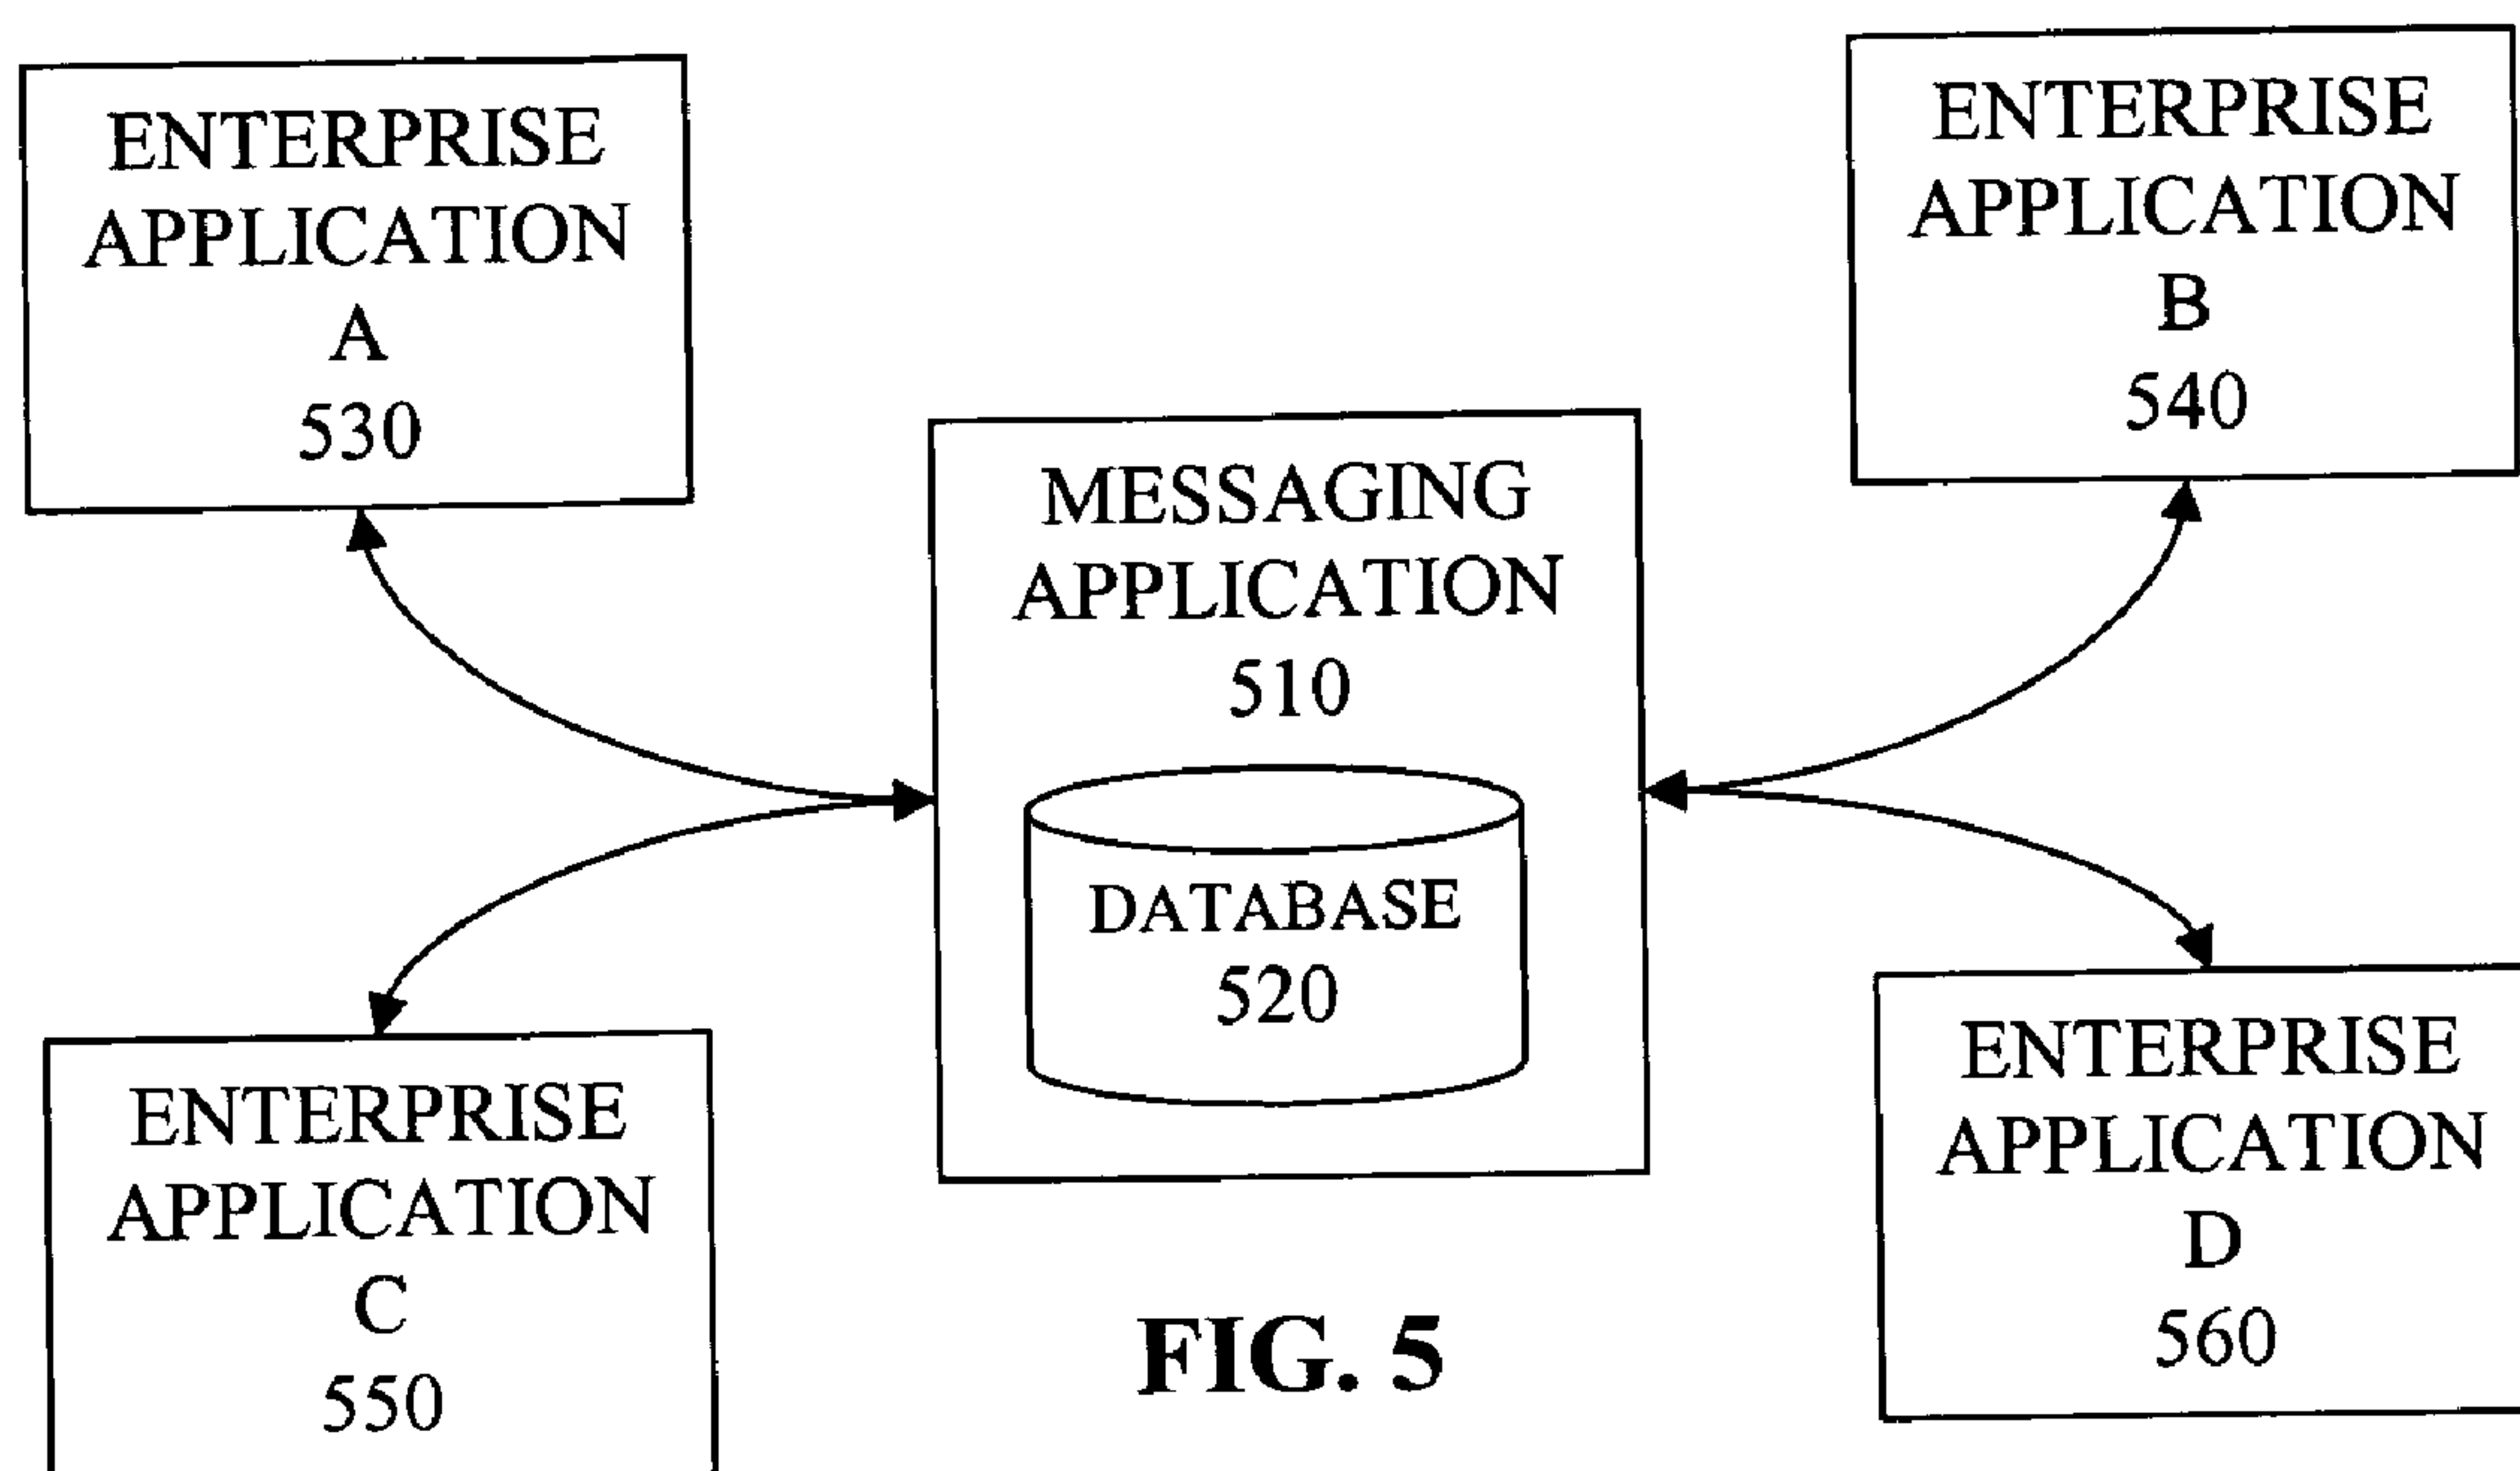 ENTERPRISE
APPLICATION
A
530
ENTERPRISE
APPLICATION
B
540
MESSAGING
APPLICATION
510
DATABASE
520
ENTERPRISE
APPLICATION
C
550
ENTERPRISE
APPLICATION
D
560
FIG. 5